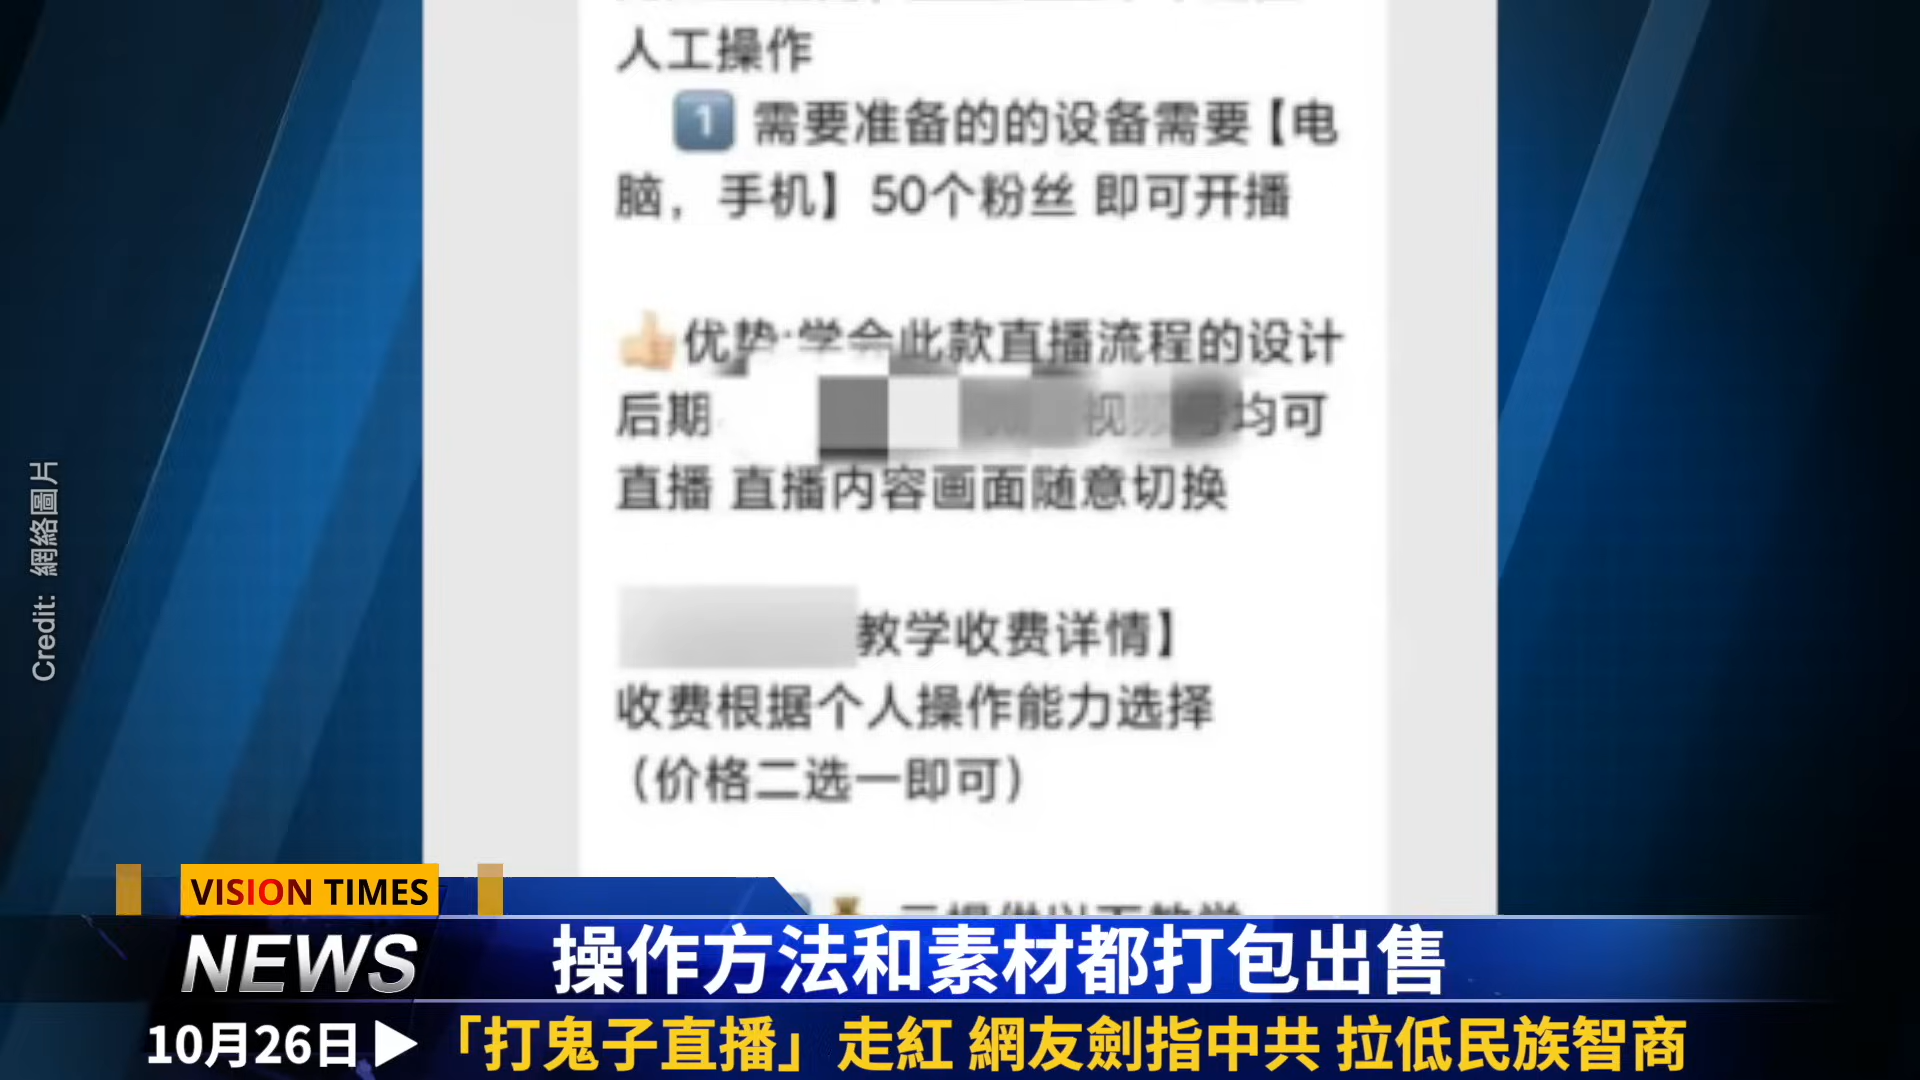 人工操作
1 需要准备的的设备需要【电
脑，手机】50个粉丝 即可开播
优势:学会此款直播流程的设计
后期 视频 均可
直播 直播内容画面随意切换
教学收费详情】
收费根据个人操作能力选择
（价格二选一即可）
Credit: 網絡圖片
VISION TIMES
NEWS
操作方法和素材都打包出售
10月26日▶「打鬼子直播」走紅 網友劍指中共 拉低民族智商